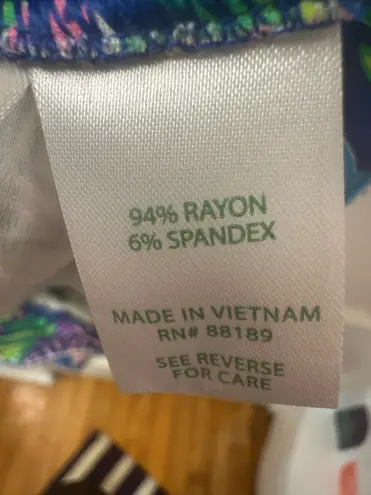 94% RAYON
6% SPANDEX
MADE IN VIETNAM
RN# 88189
SEE REVERSE
FOR CARE